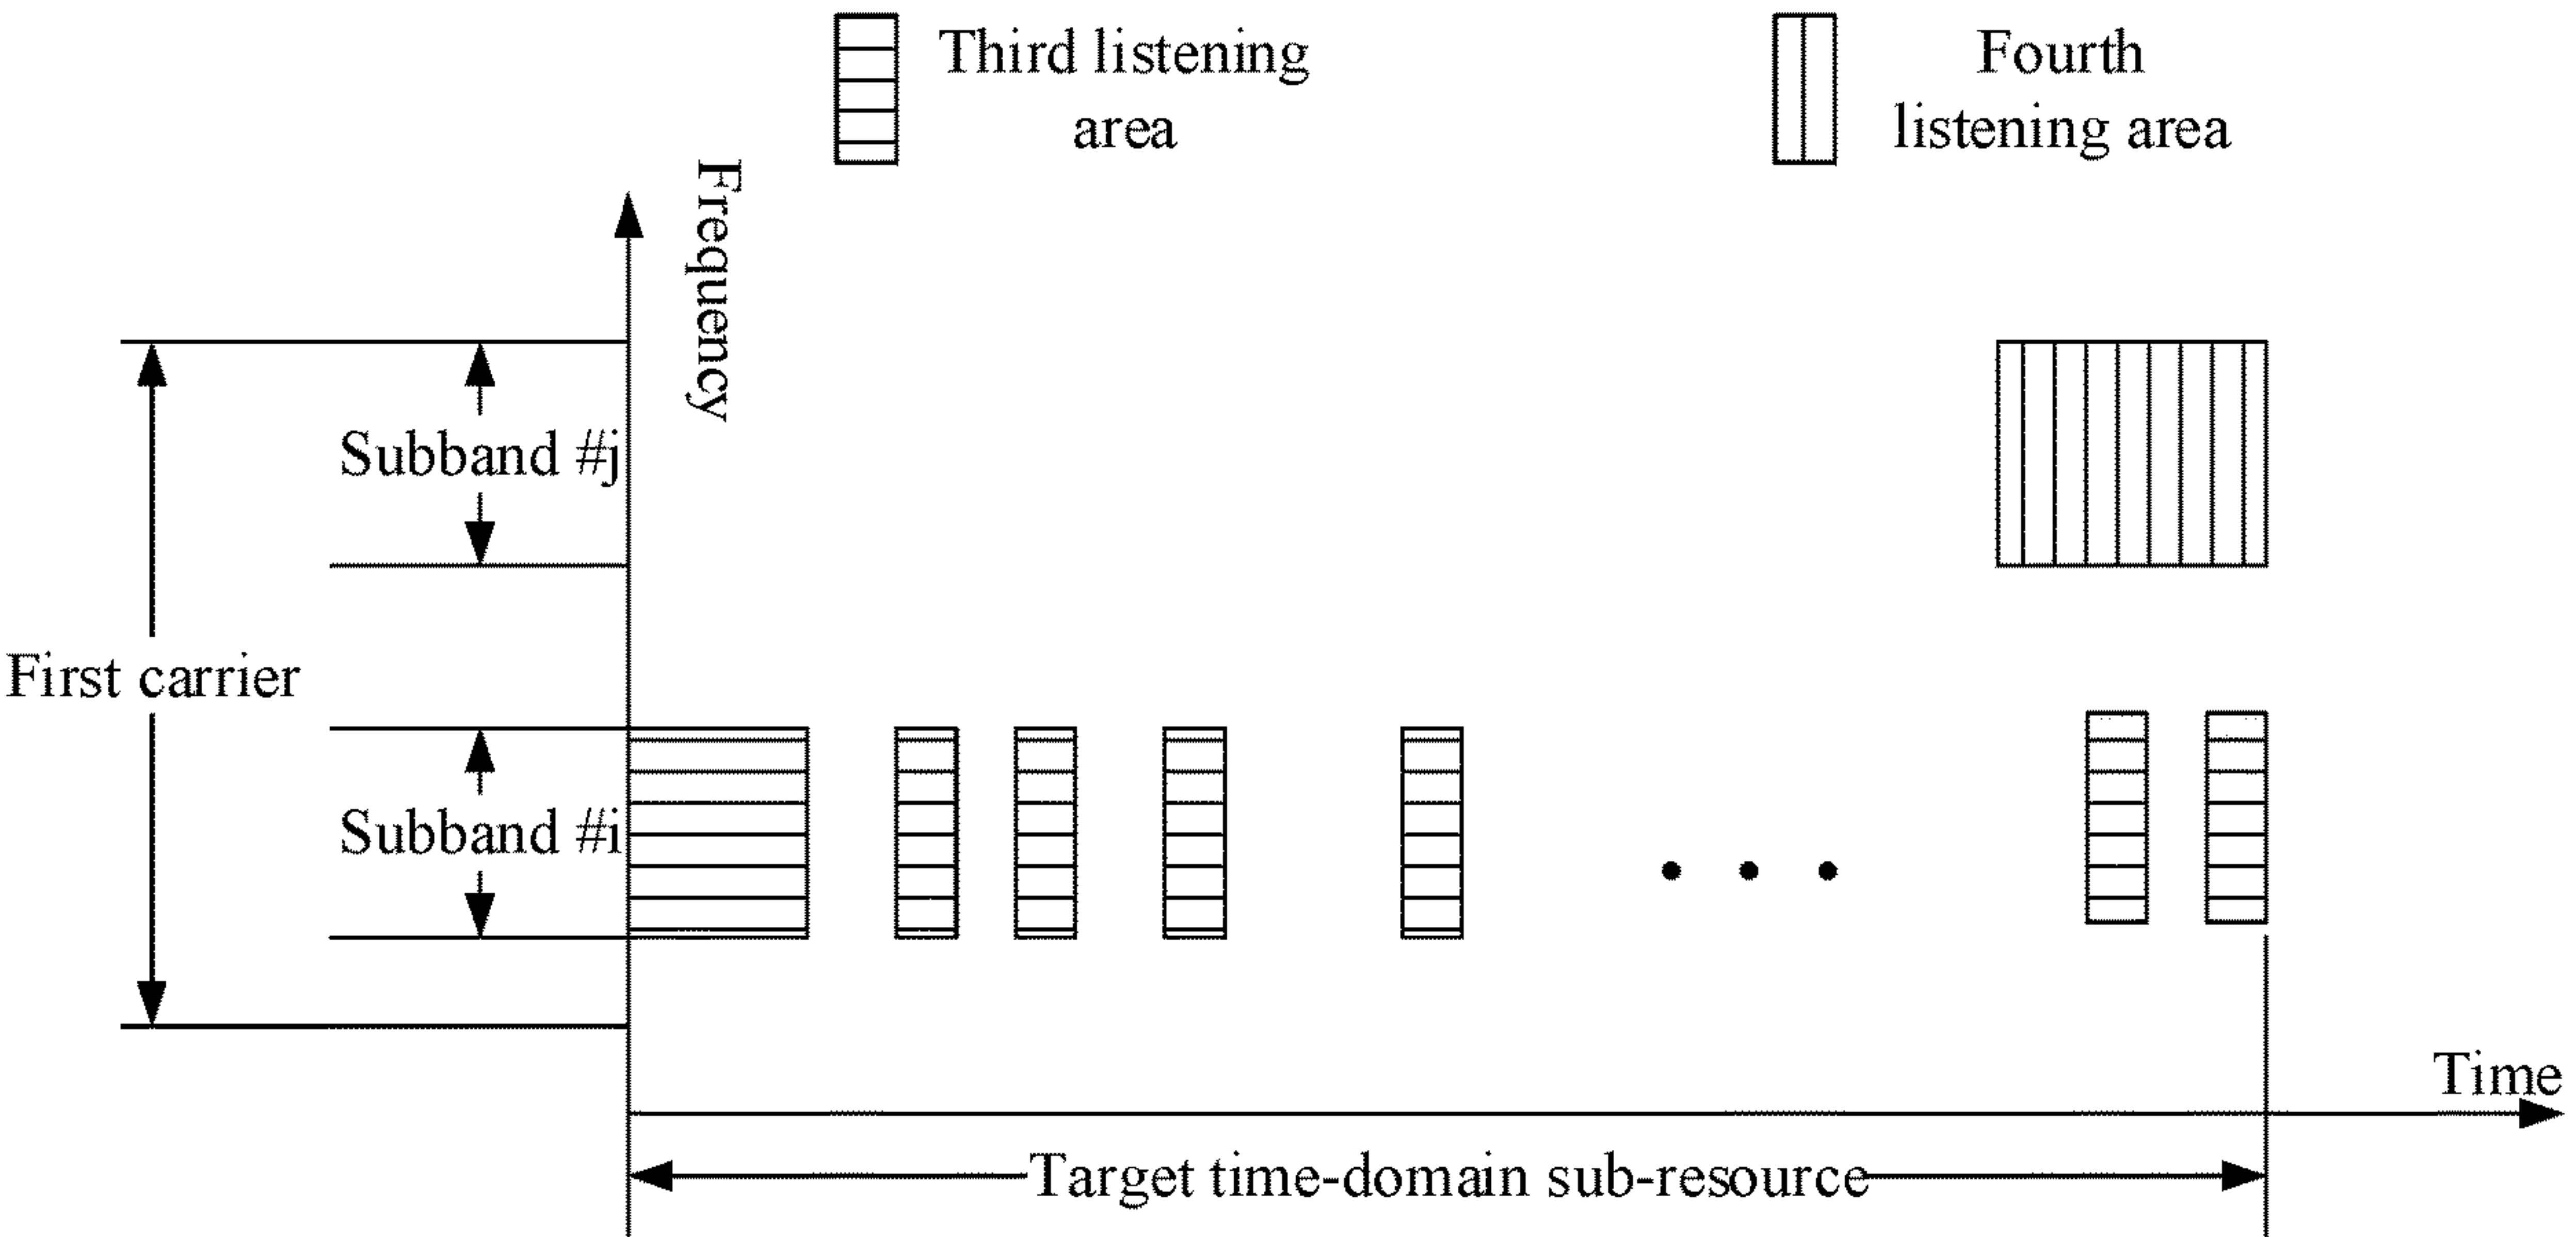 Third listening
area
Fourth
listening area
Frequency
Subband #j
First carrier
Subband #i
Time
Target time-domain sub-resource